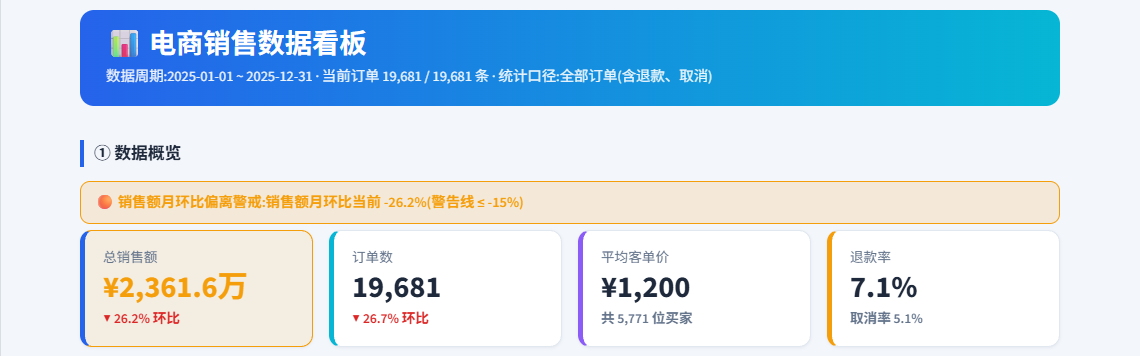 电商销售数据看板
数据周期:2025-01-01 ~ 2025-12-31 · 当前订单 19,681 / 19,681 条 · 统计口径:全部订单(含退款、取消)
① 数据概览
销售额月环比偏离警戒:销售额月环比当前 -26.2%(警告线 ≤ -15%)
总销售额
¥2,361.6万
▼ 26.2% 环比
订单数
19,681
▼ 26.7% 环比
平均客单价
¥1,200
共 5,771 位买家
退款率
7.1%
取消率 5.1%